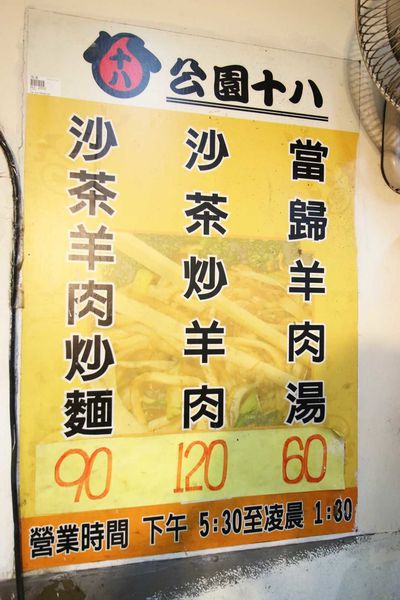 十八
公園十八
當歸羊肉湯
60
沙茶炒羊肉
120
沙茶羊肉炒麵
90
營業時間 下午 5:30至凌晨 1:30